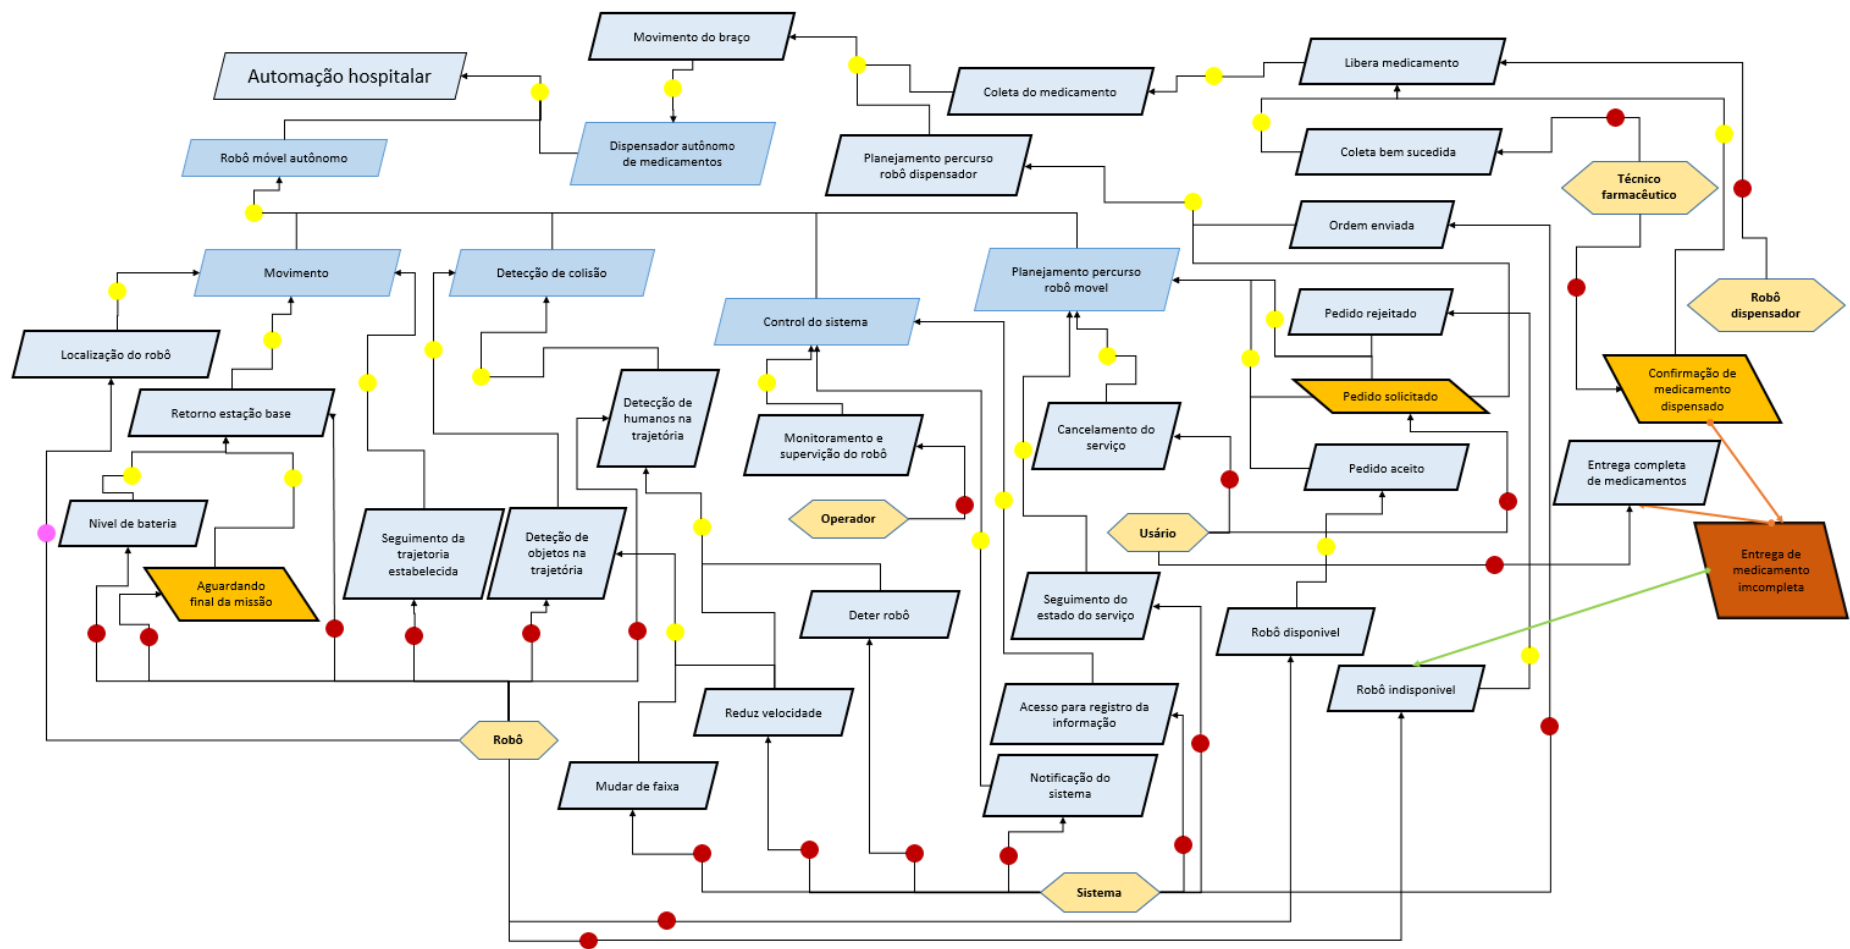 Movimento do braço
Automação hospitalar
Libera medicamento
Coleta do medicamento
Robô móvel autônomo
Dispensador autônomo
de medicamentos
Planejamento percurso
robô dispensador
Coleta bem sucedida
Técnico
farmacêutico
Ordem enviada
Movimento
Detecção de colisão
Planejamento percurso
robô movel
Robô
dispensador
Control do sistema
Pedido rejeitado
Localização do robô
Confirmação de
medicamento
dispensado
Retorno estação base
Detecção de
humanos na
trajetória
Pedido solicitado
Monitoramento e
supervição do robô
Cancelamento do
serviço
Pedido aceito
Entrega completa
de medicamentos
Nivel de bateria
Operador
Usário
Seguimento da
trajetoria
estabelecida
Deteção de
objetos na
trajetória
Entrega de
medicamento
imcompleta
Aguardando
final da missão
Deter robô
Seguimento do
estado do serviço
Robô disponivel
Robô indisponivel
Reduz velocidade
Acesso para registro da
informação
Robô
Mudar de faixa
Notificação do
sistema
Sistema